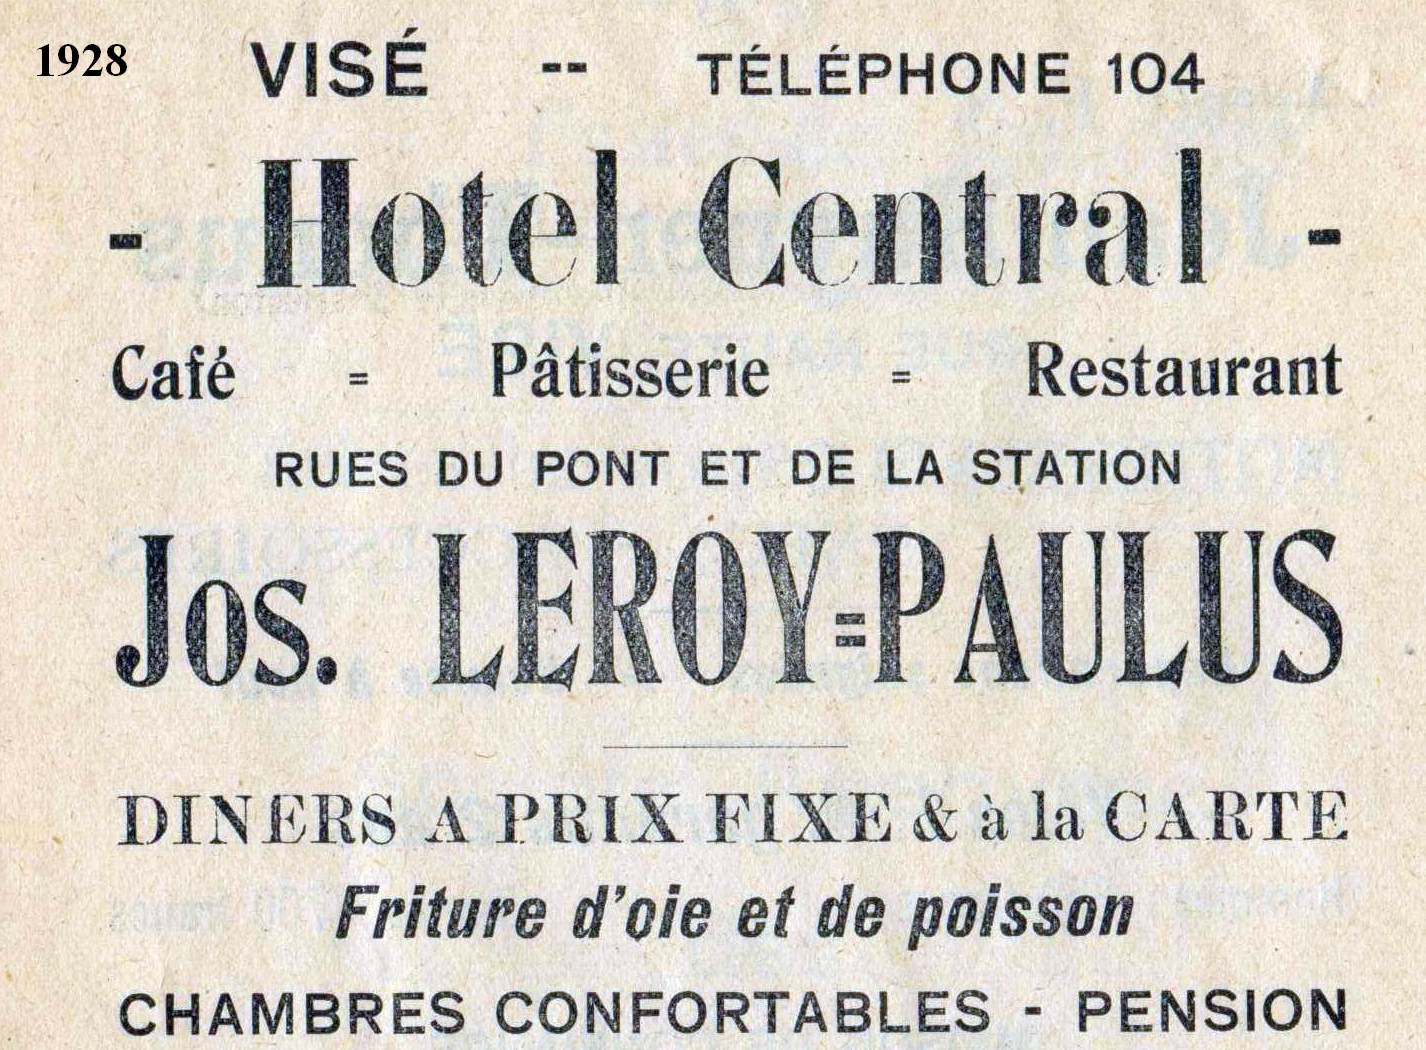 1928
VISÉ -- TÉLÉPHONE 104
- Hotel Central -
Café = Pâtisserie = Restaurant
RUES DU PONT ET DE LA STATION
Jos. LEROY=PAULUS
DINERS A PRIX FIXE & à la CARTE
Friture d'oie et de poisson
CHAMBRES CONFORTABLES - PENSION